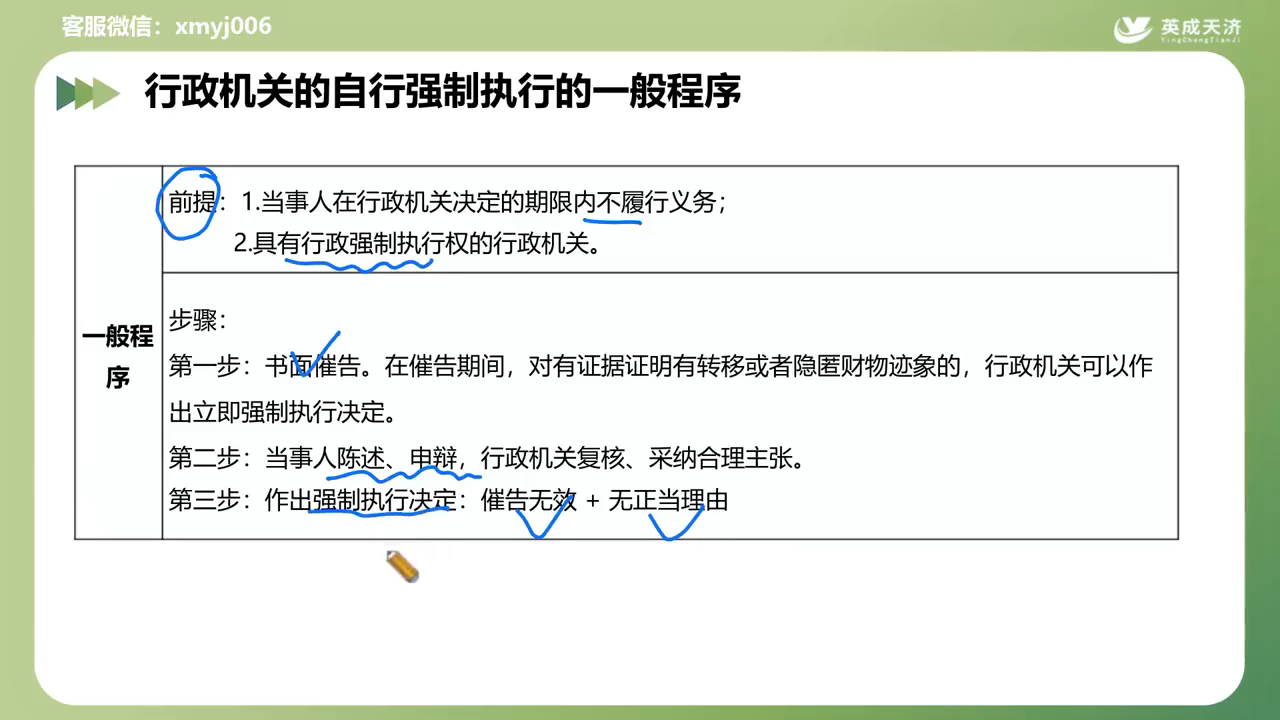 客服微信：xmyj006
英成天济
YingChengTianJi
行政机关的自行强制执行的一般程序
一般程
序
前提：1.当事人在行政机关决定的期限内不履行义务；
2.具有行政强制执行权的行政机关。
步骤：
第一步：书面催告。在催告期间，对有证据证明有转移或者隐匿财物迹象的，行政机关可以作
出立即强制执行决定。
第二步：当事人陈述、申辩，行政机关复核、采纳合理主张。
第三步：作出强制执行决定：催告无效 + 无正当理由